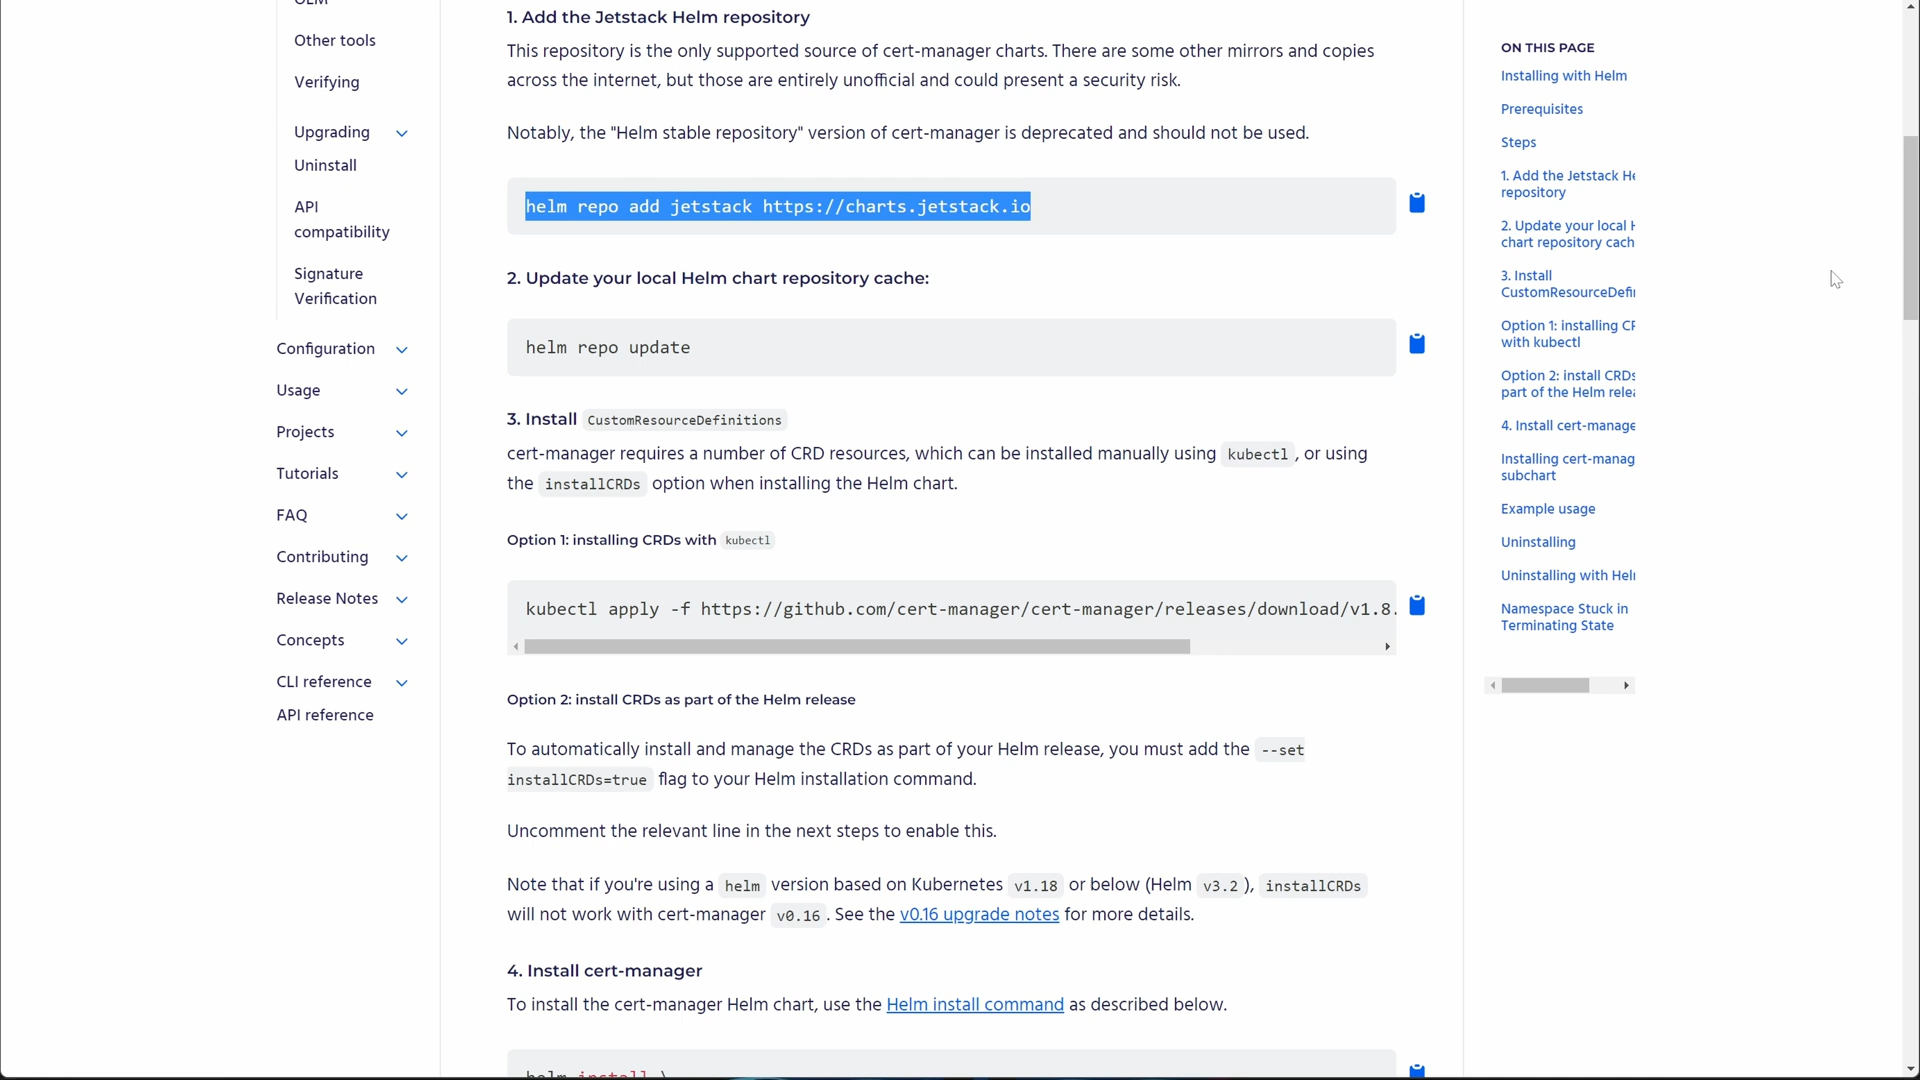 OLM
Other tools
Verifying
Upgrading
Uninstall
API
compatibility
Signature
Verification
Configuration
Usage
Projects
Tutorials
FAQ
Contributing
Release Notes
Concepts
CLI reference
API reference
1. Add the Jetstack Helm repository
This repository is the only supported source of cert-manager charts. There are some other mirrors and copies
across the internet, but those are entirely unofficial and could present a security risk.
Notably, the "Helm stable repository" version of cert-manager is deprecated and should not be used.
helm repo add jetstack https://charts.jetstack.io
2. Update your local Helm chart repository cache:
helm repo update
3. Install CustomResourceDefinitions
cert-manager requires a number of CRD resources, which can be installed manually using kubectl, or using
the installCRDs option when installing the Helm chart.
Option 1: installing CRDs with kubectl
kubectl apply -f https://github.com/cert-manager/cert-manager/releases/download/v1.8.
Option 2: install CRDs as part of the Helm release
To automatically install and manage the CRDs as part of your Helm release, you must add the --set
installCRDs=true flag to your Helm installation command.
Uncomment the relevant line in the next steps to enable this.
Note that if you're using a helm version based on Kubernetes v1.18 or below (Helm v3.2), installCRDs
will not work with cert-manager v0.16. See the v0.16 upgrade notes for more details.
4. Install cert-manager
To install the cert-manager Helm chart, use the Helm install command as described below.
helm install \
ON THIS PAGE
Installing with Helm
Prerequisites
Steps
1. Add the Jetstack He
repository
2. Update your local H
chart repository cach
3. Install
CustomResourceDefin
Option 1: installing CR
with kubectl
Option 2: install CRDs
part of the Helm relea
4. Install cert-manage
Installing cert-manag
subchart
Example usage
Uninstalling
Uninstalling with Hel
Namespace Stuck in
Terminating State